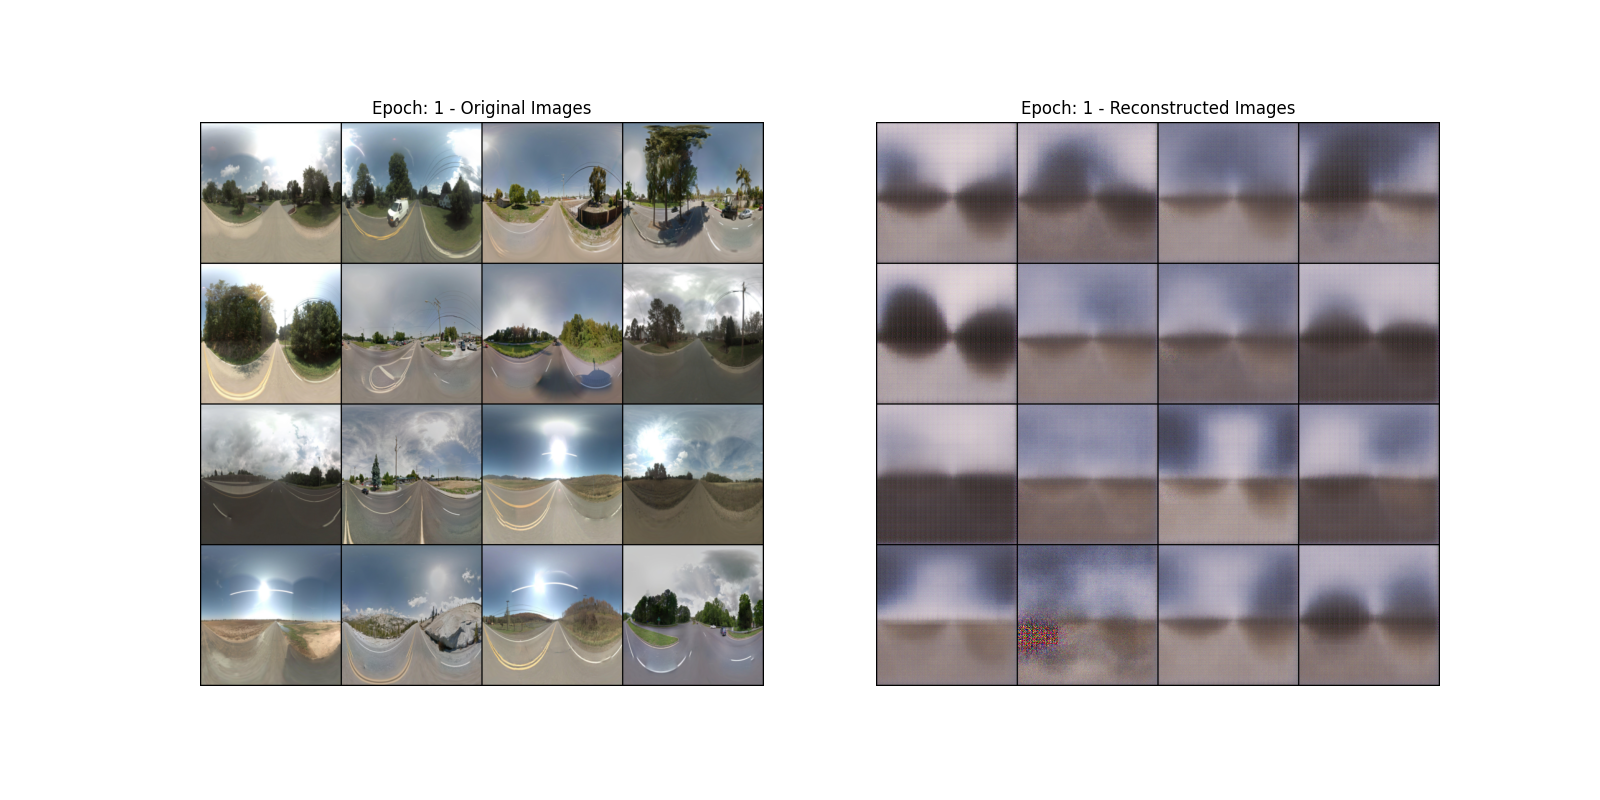 Epoch: 1 - Original Images
Epoch: 1 - Reconstructed Images